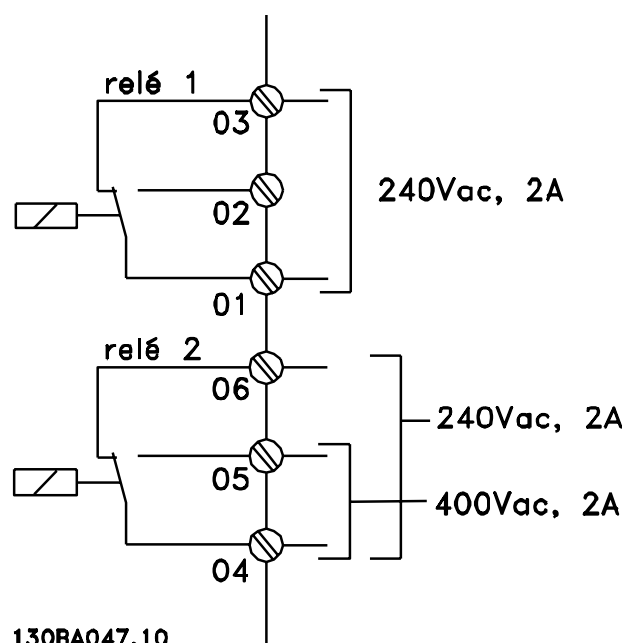 relé 1
03
02
240Vac, 2A
01
relé 2
06
240Vac, 2A
05
400Vac, 2A
04
130BA047.10